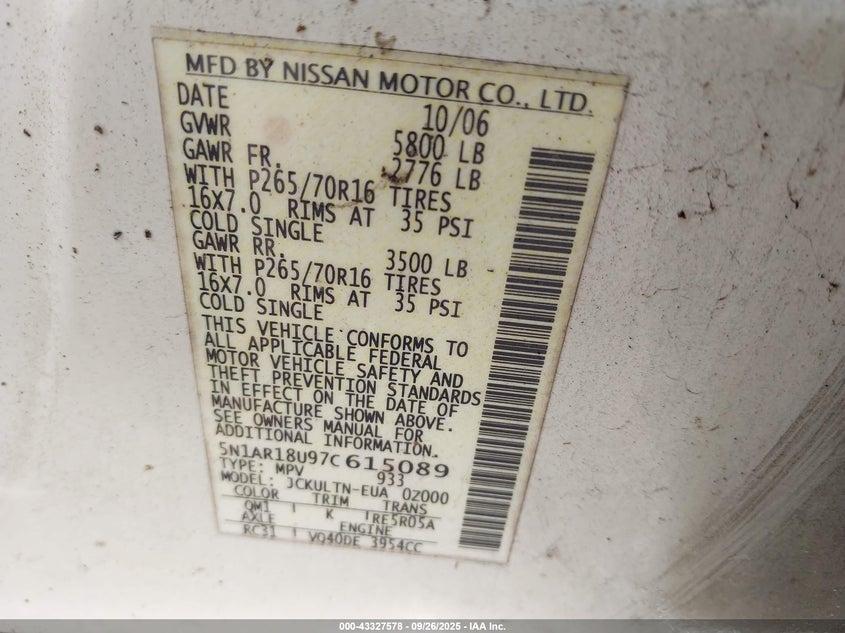 MFD BY NISSAN MOTOR CO., LTD.
DATE 10/06
GVWR 5800 LB
GAWR FR. 2776 LB
WITH P265/70R16 TIRES
16X7.0 RIMS AT 35 PSI
COLD SINGLE
GAWR RR. 3500 LB
WITH P265/70R16 TIRES
16X7.0 RIMS AT 35 PSI
COLD SINGLE
THIS VEHICLE CONFORMS TO
ALL APPLICABLE FEDERAL
MOTOR VEHICLE SAFETY AND
THEFT PREVENTION STANDARDS
IN EFFECT ON THE DATE OF
MANUFACTURE SHOWN ABOVE.
SEE OWNERS MANUAL FOR
ADDITIONAL INFORMATION.
5N1AR18U97C615089
TYPE: MPV 933
MODEL: JCKULTN-EUA 0Z000
COLOR TRIM TRANS
QM1 K RE5R05A
AXLE ENGINE
RC31 VQ40DE 3954CC
000-43327578 - 09/26/2025 - IAA Inc.